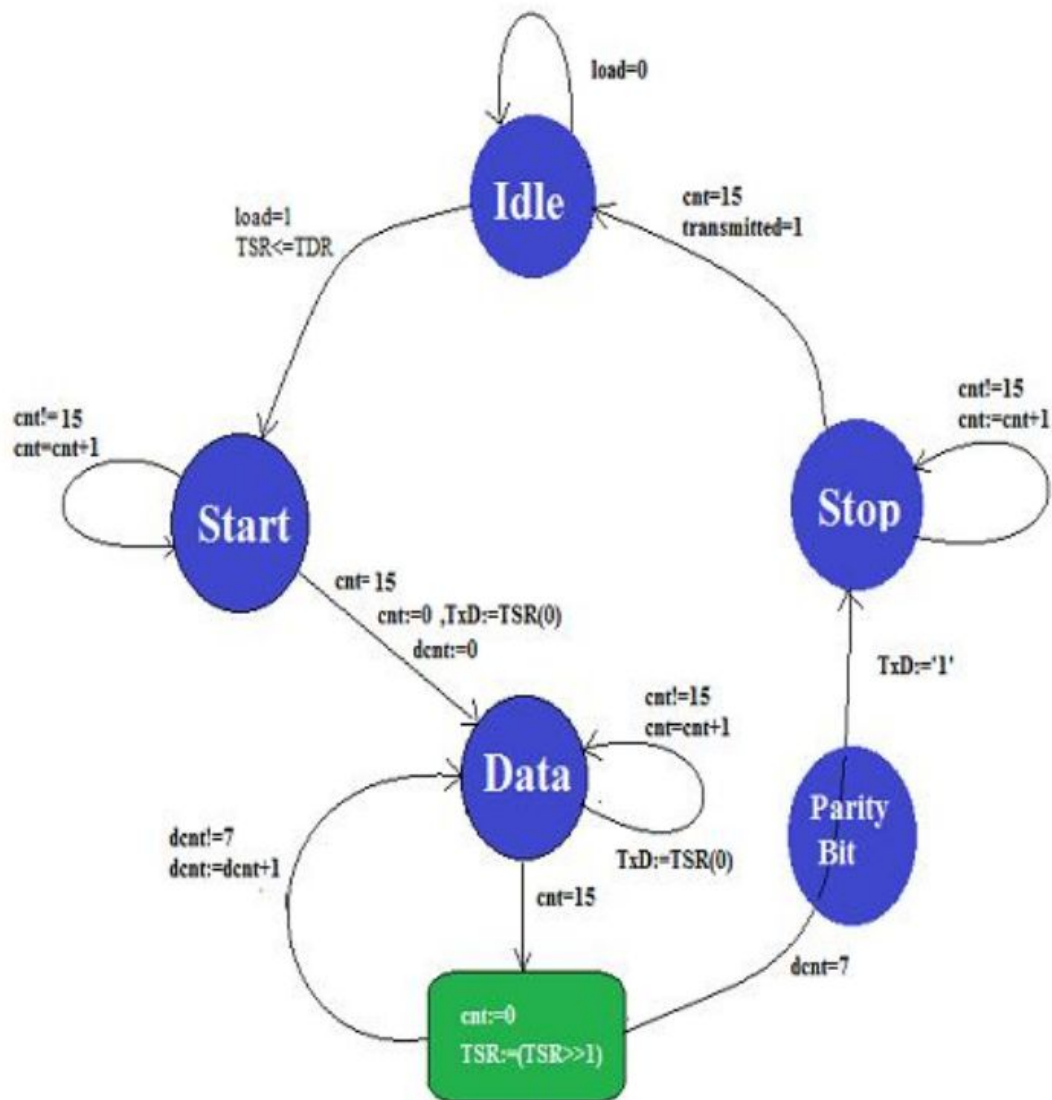 load=0
Idle
cnt=15
transmitted=1
load=1
TSR<=TDR
cnt!=15
cnt=cnt+1
Start
cnt!=15
cnt:=cnt+1
Stop
cnt=15
cnt:=0 ,TxD:=TSR(0)
dcnt:=0
TxD:='1'
cnt!=15
cnt=cnt+1
Data
Parity
Bit
dcnt!=7
dcnt:=dcnt+1
TxD:=TSR(0)
cnt=15
dcnt=7
cnt:=0
TSR:=(TSR>>1)